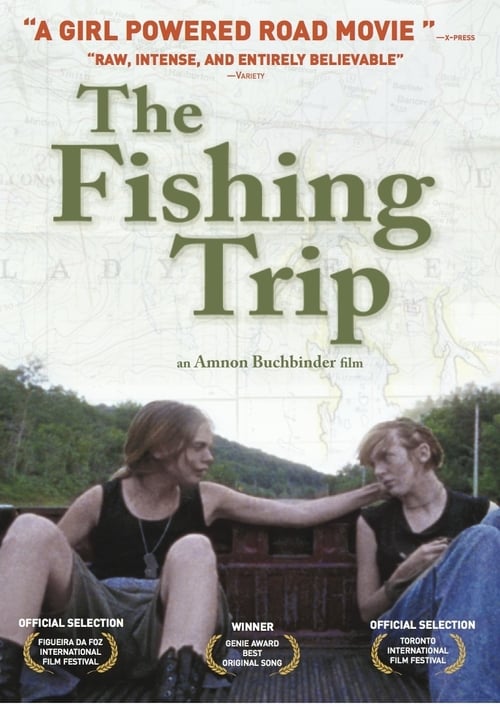 “A GIRL POWERED ROAD MOVIE ”—X-PRESS
“RAW, INTENSE, AND ENTIRELY BELIEVABLE”
—VARIETY
The
Fishing
Trip
LADY EVE
an Amnon Buchbinder film
OFFICIAL SELECTION
FIGUEIRA DA FOZ
INTERNATIONAL
FILM FESTIVAL
WINNER
GENIE AWARD
BEST
ORIGINAL SONG
OFFICIAL SELECTION
TORONTO
INTERNATIONAL
FILM FESTIVAL